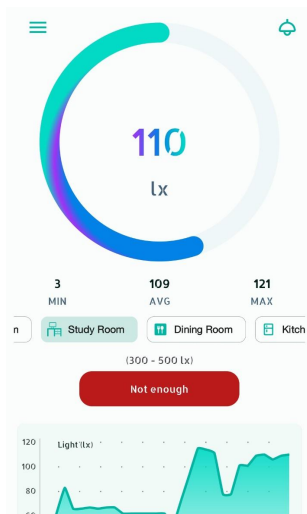 110
lx
3 109 121
MIN AVG MAX
Study Room Dining Room Kitch
(300 - 500 lx)
Not enough
120 Light (lx)
100
80